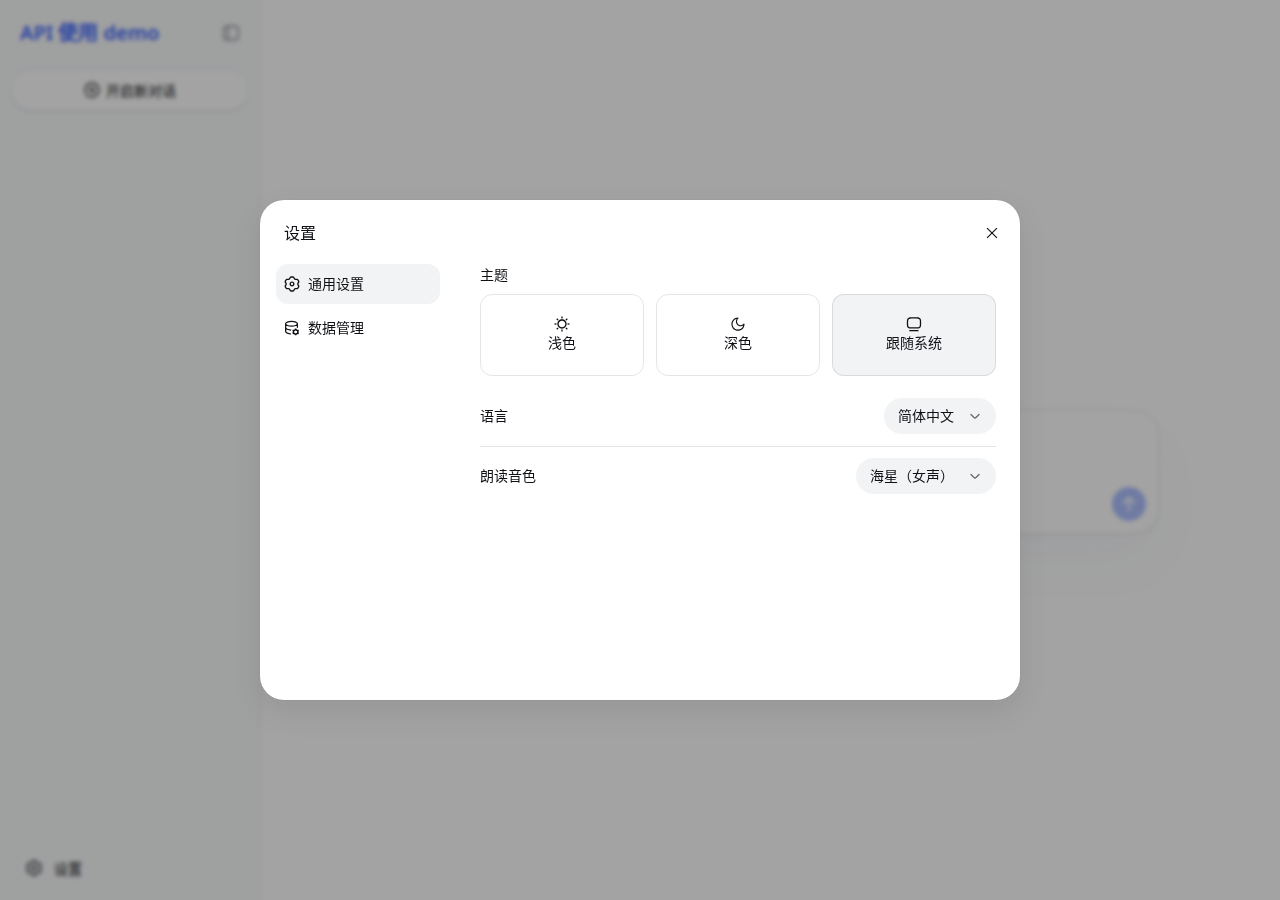 API 使用 demo
开启新对话
设置
通用设置
数据管理
主题
浅色
深色
跟随系统
语言
简体中文
朗读音色
海星（女声）
设置